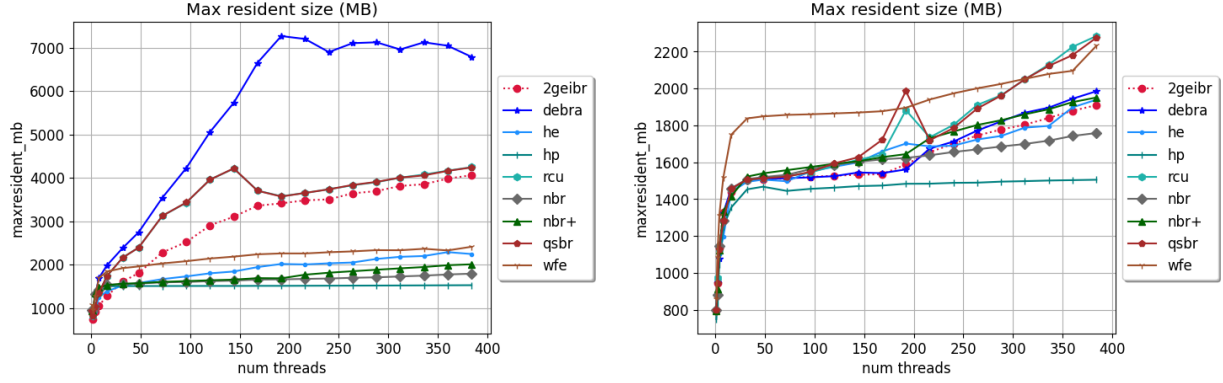 Max resident size (MB)
maxresident_mb
7000
6000
5000
4000
3000
2000
1000
0 50 100 150 200 250 300 350 400
num threads
2geibr
debra
he
hp
rcu
nbr
nbr+
qsbr
wfe
Max resident size (MB)
maxresident_mb
2200
2000
1800
1600
1400
1200
1000
800
0 50 100 150 200 250 300 350 400
num threads
2geibr
debra
he
hp
rcu
nbr
nbr+
qsbr
wfe